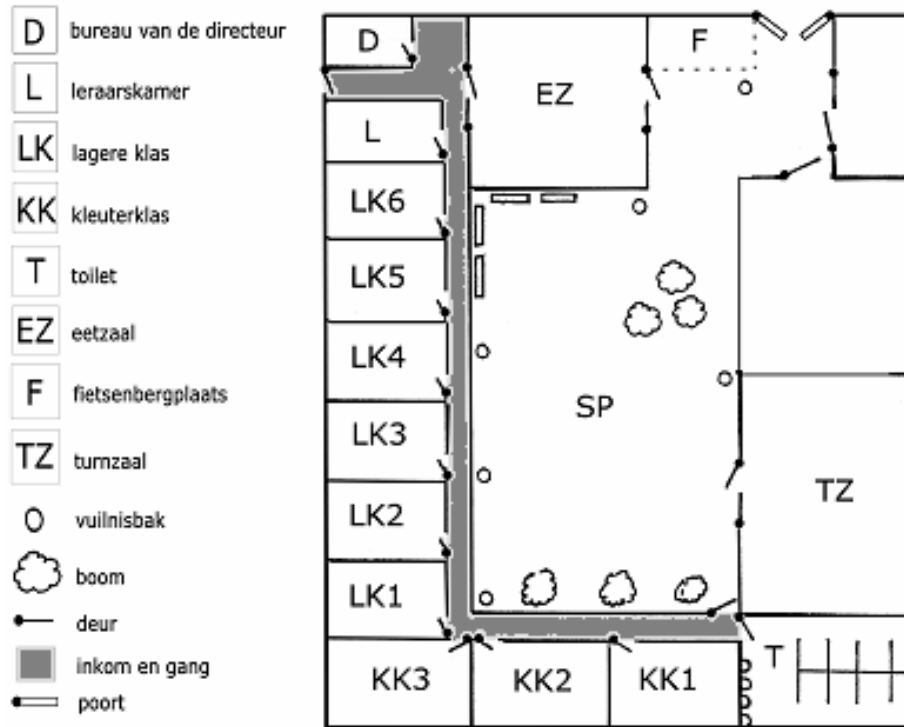 D bureau van de directeur
L leraarskamer
LK lagere klas
KK kleuterklas
T toilet
EZ eetzaal
F fietsenbergplaats
TZ turnzaal
vuilnisbak
boom
deur
inkom en gang
poort
D
F
EZ
L
LK6
LK5
LK4
SP
LK3
TZ
LK2
LK1
T
KK3 KK2 KK1